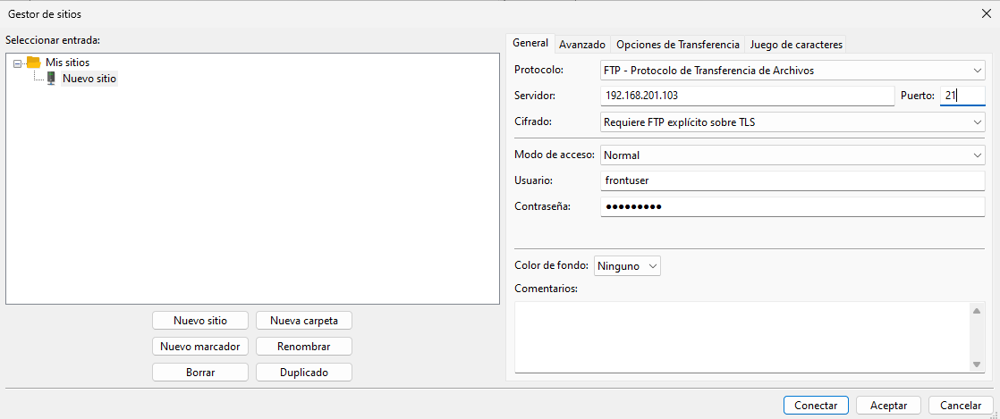 Gestor de sitios
Seleccionar entrada:
Mis sitios
Nuevo sitio
Nuevo sitio Nueva carpeta
Nuevo marcador Renombrar
Borrar Duplicado
General Avanzado Opciones de Transferencia Juego de caracteres
Protocolo: FTP - Protocolo de Transferencia de Archivos
Servidor: 192.168.201.103 Puerto: 21
Cifrado: Requiere FTP explícito sobre TLS
Modo de acceso: Normal
Usuario: frontuser
Contraseña: ●●●●●●●●●
Color de fondo: Ninguno
Comentarios:
Conectar Aceptar Cancelar